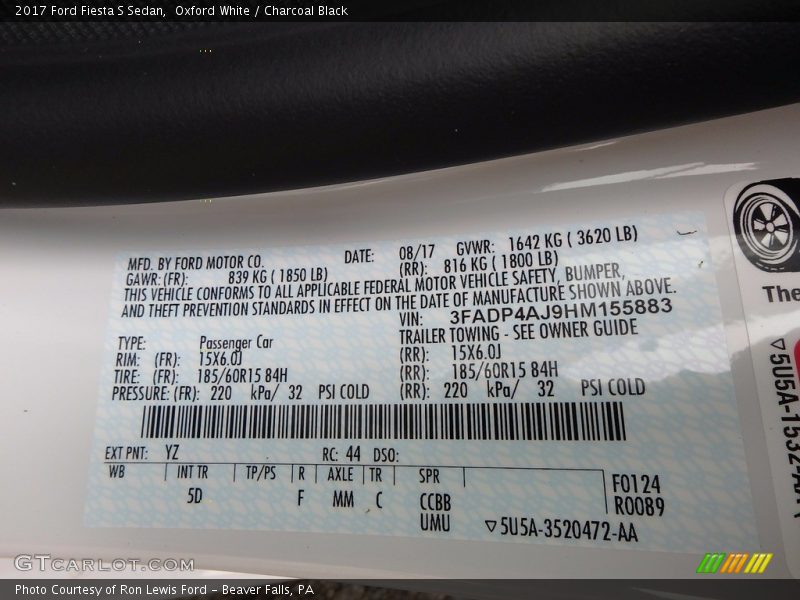 2017 Ford Fiesta S Sedan,  Oxford White / Charcoal Black
MFD. BY FORD MOTOR CO. DATE: 08/17 GVWR: 1642 KG ( 3620 LB)
GAWR: (FR): 839 KG ( 1850 LB) (RR): 816 KG ( 1800 LB)
THIS VEHICLE CONFORMS TO ALL APPLICABLE FEDERAL MOTOR VEHICLE SAFETY, BUMPER,
AND THEFT PREVENTION STANDARDS IN EFFECT ON THE DATE OF MANUFACTURE SHOWN ABOVE.
VIN: 3FADP4AJ9HM155883
TYPE: Passenger Car TRAILER TOWING - SEE OWNER GUIDE
RIM: (FR): 15X6.0J (RR): 15X6.0J
TIRE: (FR): 185/60R15 84H (RR): 185/60R15 84H
PRESSURE: (FR): 220 kPa/ 32 PSI COLD (RR): 220 kPa/ 32 PSI COLD
EXT PNT: YZ RC: 44 DSO:
WB INT TR TP/PS R AXLE TR SPR
5D F MM C CCBB
UMU
F0124
R0089
▽5U5A-3520472-AA
The
GTCARLOT.COM
Photo Courtesy of Ron Lewis Ford - Beaver Falls, PA